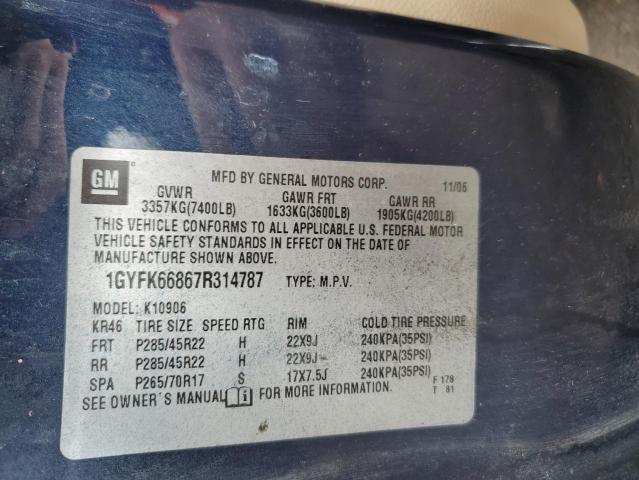 GM
MFD BY GENERAL MOTORS CORP. 11/06
GVWR GAWR FRT GAWR RR
3357KG(7400LB) 1633KG(3600LB) 1905KG(4200LB)
THIS VEHICLE CONFORMS TO ALL APPLICABLE U.S. FEDERAL MOTOR
VEHICLE SAFETY STANDARDS IN EFFECT ON THE DATE OF
MANUFACTURE SHOWN ABOVE.
1GYFK66867R314787 TYPE: M.P.V.
MODEL: K10906
KR46 TIRE SIZE SPEED RTG RIM COLD TIRE PRESSURE
FRT P285/45R22 H 22X9J 240KPA(35PSI)
RR P285/45R22 H 22X9J 240KPA(35PSI)
SPA P265/70R17 S 17X7.5J 240KPA(35PSI)
SEE OWNER'S MANUAL FOR MORE INFORMATION. F 178
T 81